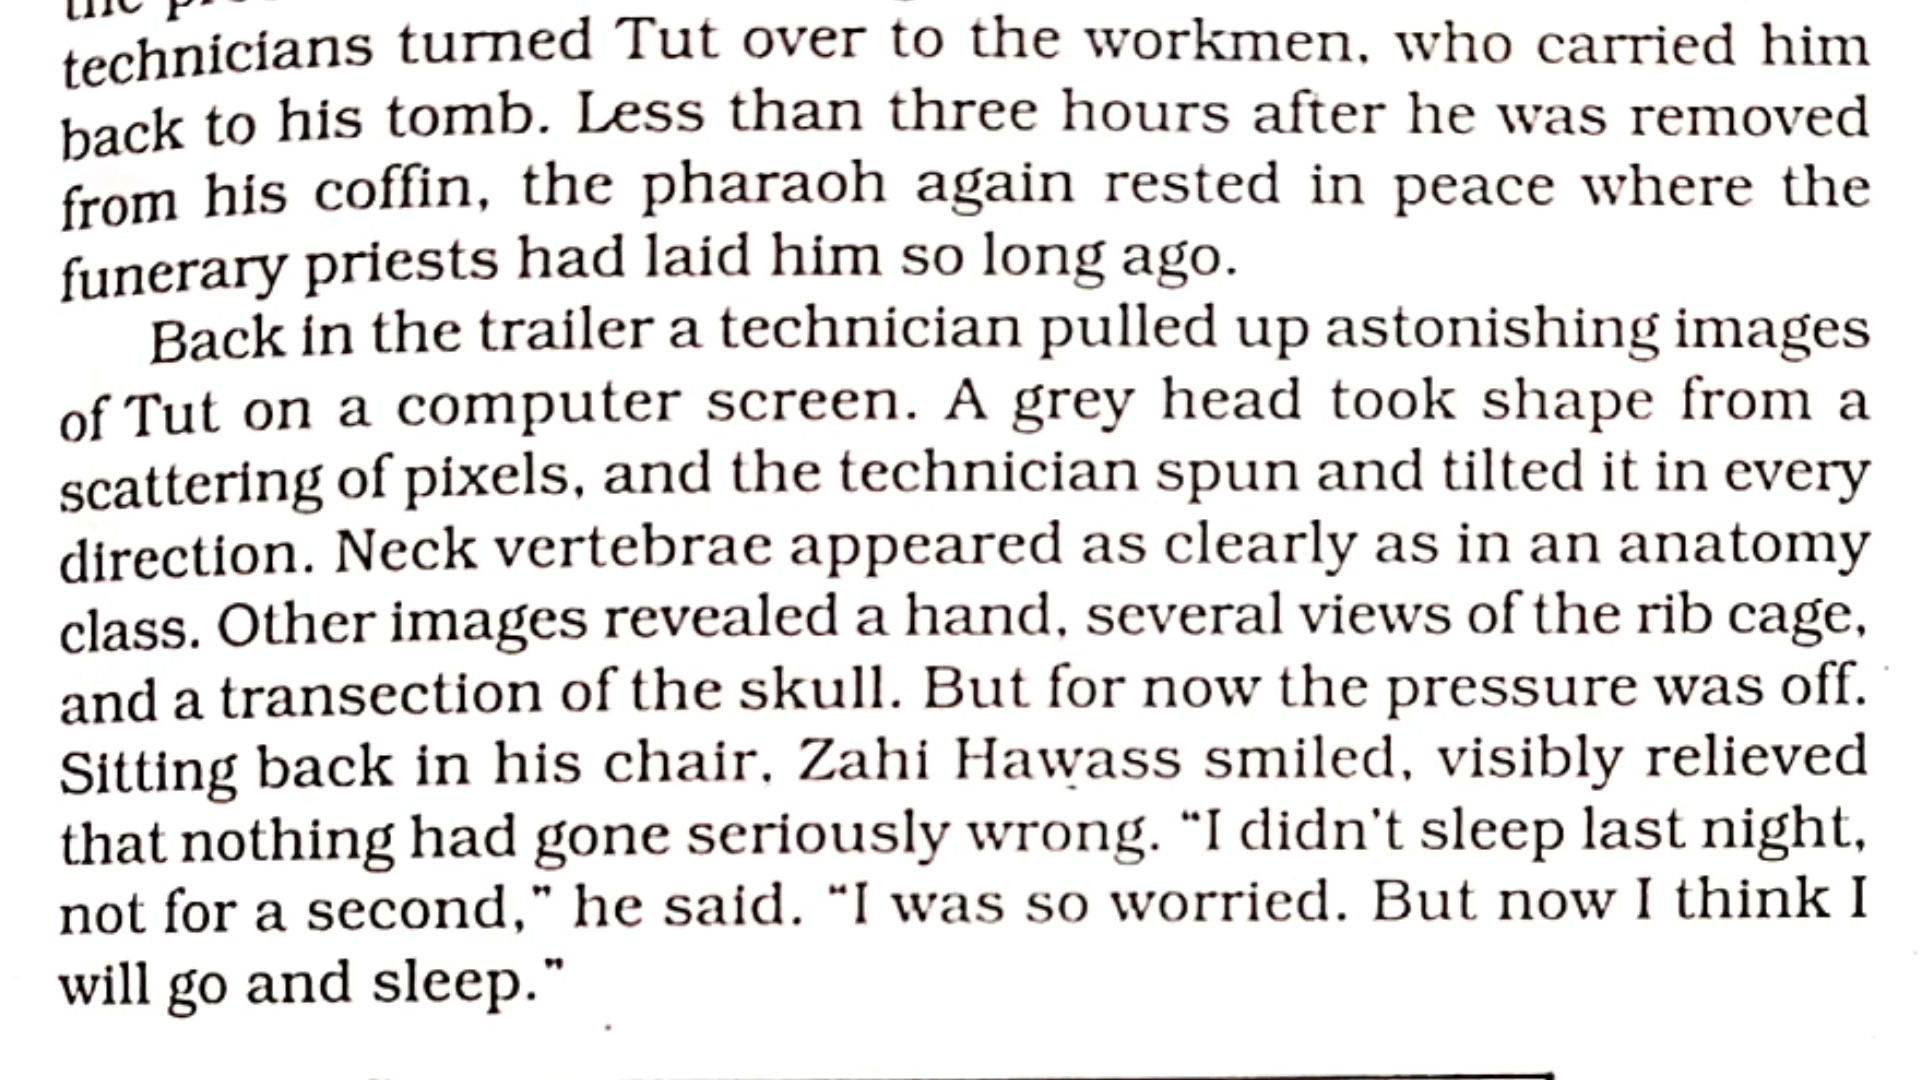 technicians turned Tut over to the workmen, who carried him
back to his tomb. Less than three hours after he was removed
from his coffin, the pharaoh again rested in peace where the
funerary priests had laid him so long ago.
Back in the trailer a technician pulled up astonishing images
of Tut on a computer screen. A grey head took shape from a
scattering of pixels, and the technician spun and tilted it in every
direction. Neck vertebrae appeared as clearly as in an anatomy
class. Other images revealed a hand, several views of the rib cage,
and a transection of the skull. But for now the pressure was off.
Sitting back in his chair, Zahi Hawass smiled, visibly relieved
that nothing had gone seriously wrong. “I didn't sleep last night,
not for a second,” he said. “I was so worried. But now I think I
will go and sleep.”